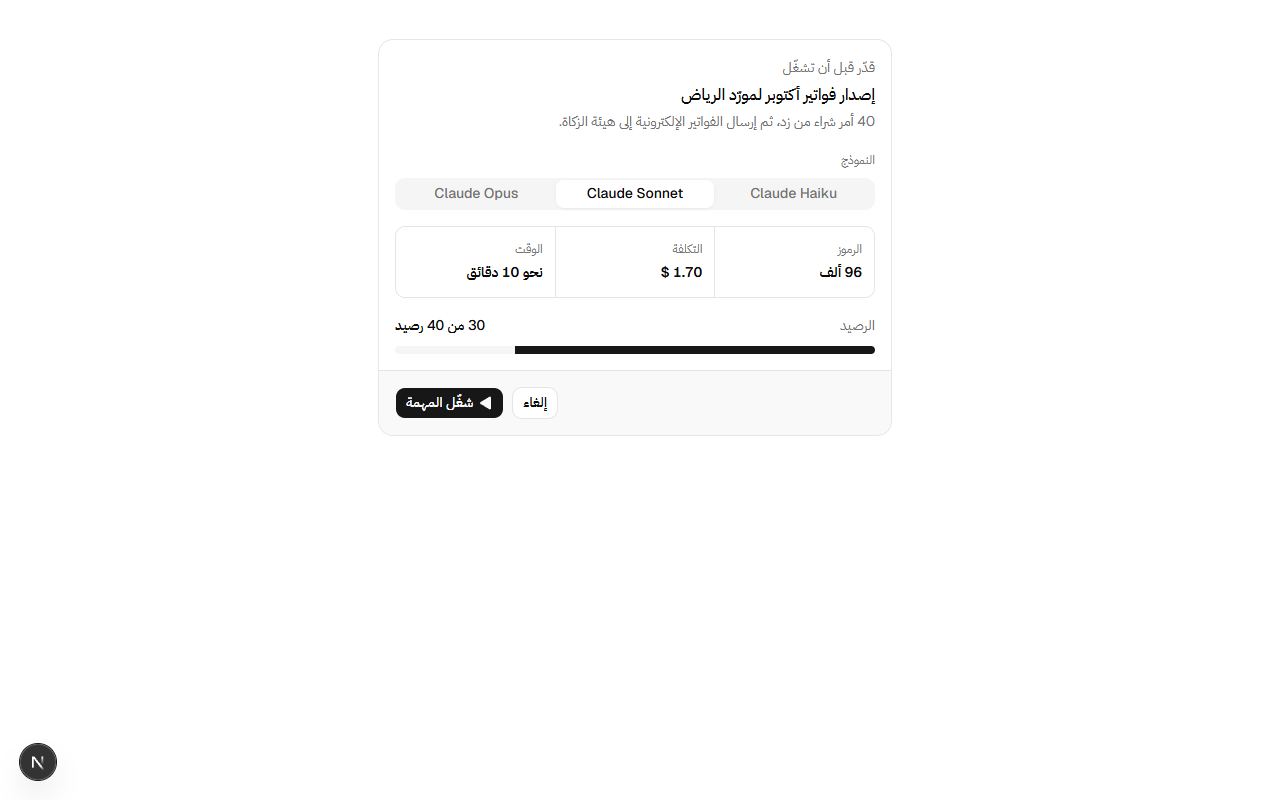 قدّر قبل أن تشغّل
إصدار فواتير أكتوبر لمورّد الرياض
40 أمر شراء من زد، ثم إرسال الفواتير الإلكترونية إلى هيئة الزكاة.
النموذج
Claude Haiku
Claude Sonnet
Claude Opus
الرموز
96 ألف
التكلفة
1.70 $
الوقت
نحو 10 دقائق
الرصيد
30 من 40 رصيد
إلغاء
شغّل المهمة
N